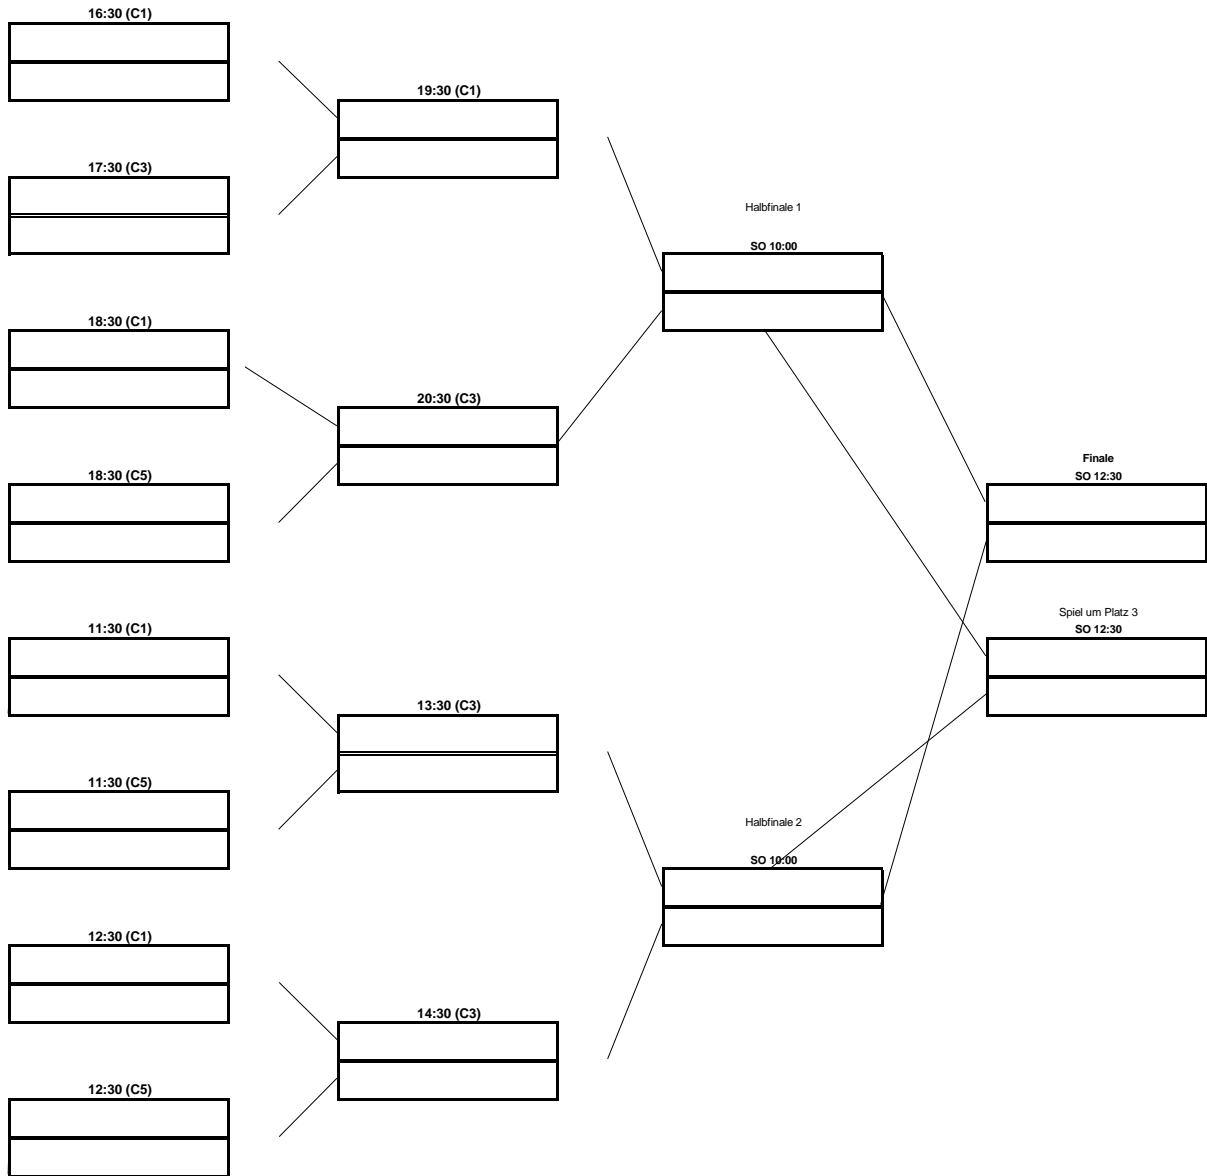 16:30 (C1)
17:30 (C3)
18:30 (C1)
18:30 (C5)
11:30 (C1)
11:30 (C5)
12:30 (C1)
12:30 (C5)
19:30 (C1)
20:30 (C3)
13:30 (C3)
14:30 (C3)
Halbfinale 1
SO 10:00
Halbfinale 2
SO 10:00
Finale
SO 12:30
Spiel um Platz 3
SO 12:30